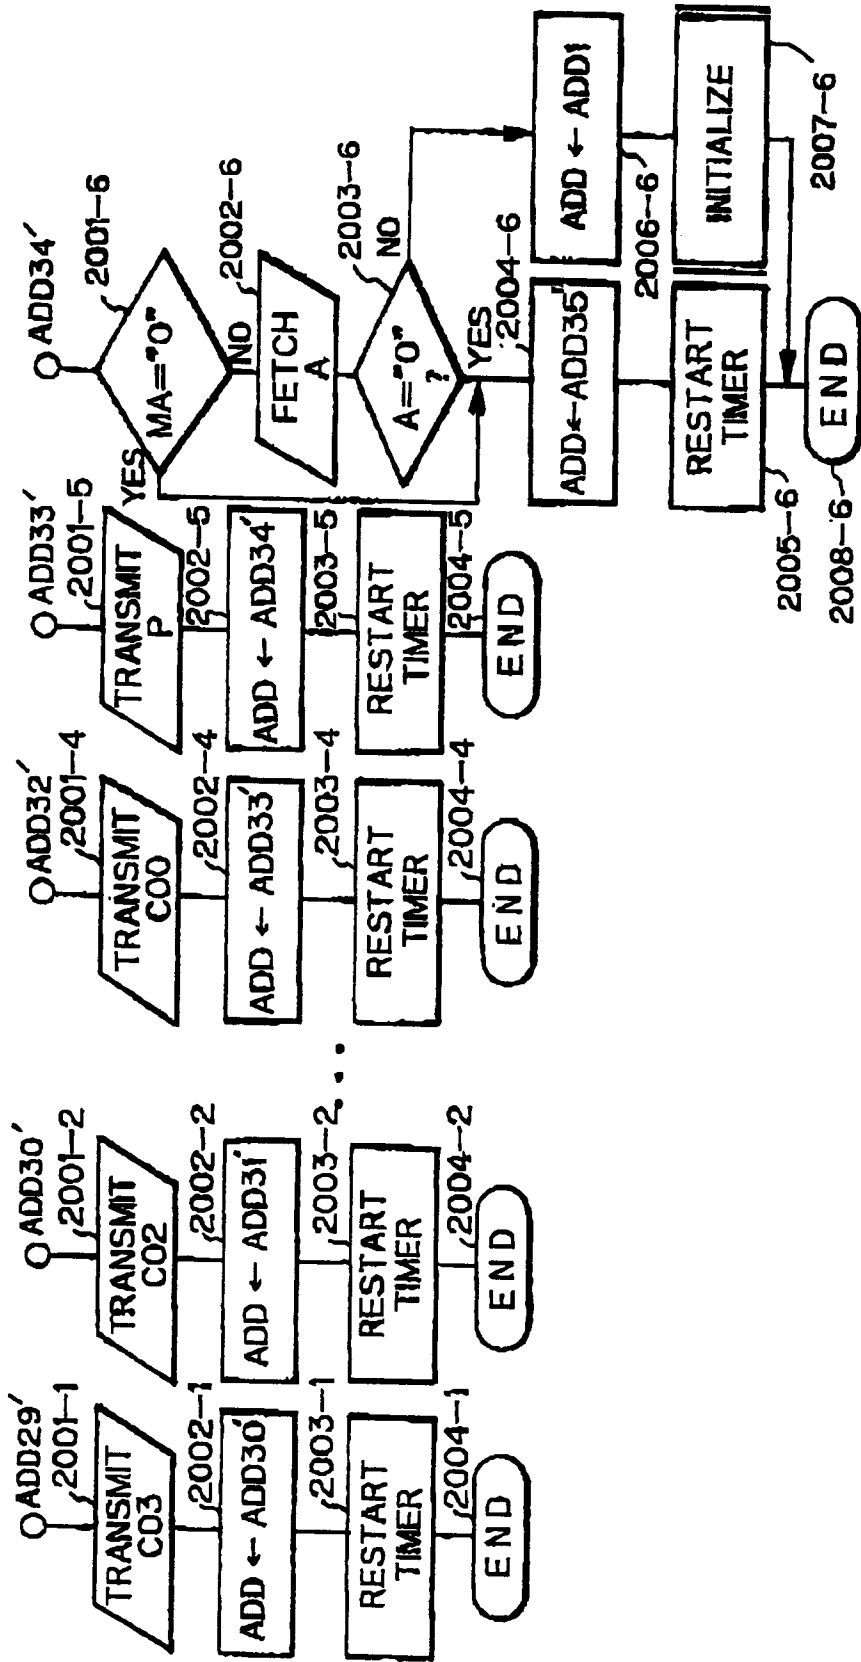 ADD29'
2001-1
TRANSMIT
CO3
2002-1
ADD ← ADD30'
2003-1
RESTART
TIMER
2004-1
END
ADD30'
2001-2
TRANSMIT
CO2
2002-2
ADD ← ADD31'
2003-2
RESTART
TIMER
2004-2
END
...
ADD32'
2001-4
TRANSMIT
COO
2002-4
ADD ← ADD33'
2003-4
RESTART
TIMER
2004-4
END
ADD33'
2001-5
TRANSMIT
P
2002-5
ADD ← ADD34'
2003-5
RESTART
TIMER
2004-5
END
ADD34'
2001-6
MA="0"
YES
NO
2002-6
FETCH
A
2003-6
A="0"
?
NO
YES
2004-6
ADD←ADD35'
ADD ← ADD1
2006-6
RESTART
TIMER
2005-6
INITIALIZE
2007-6
END
2008-6